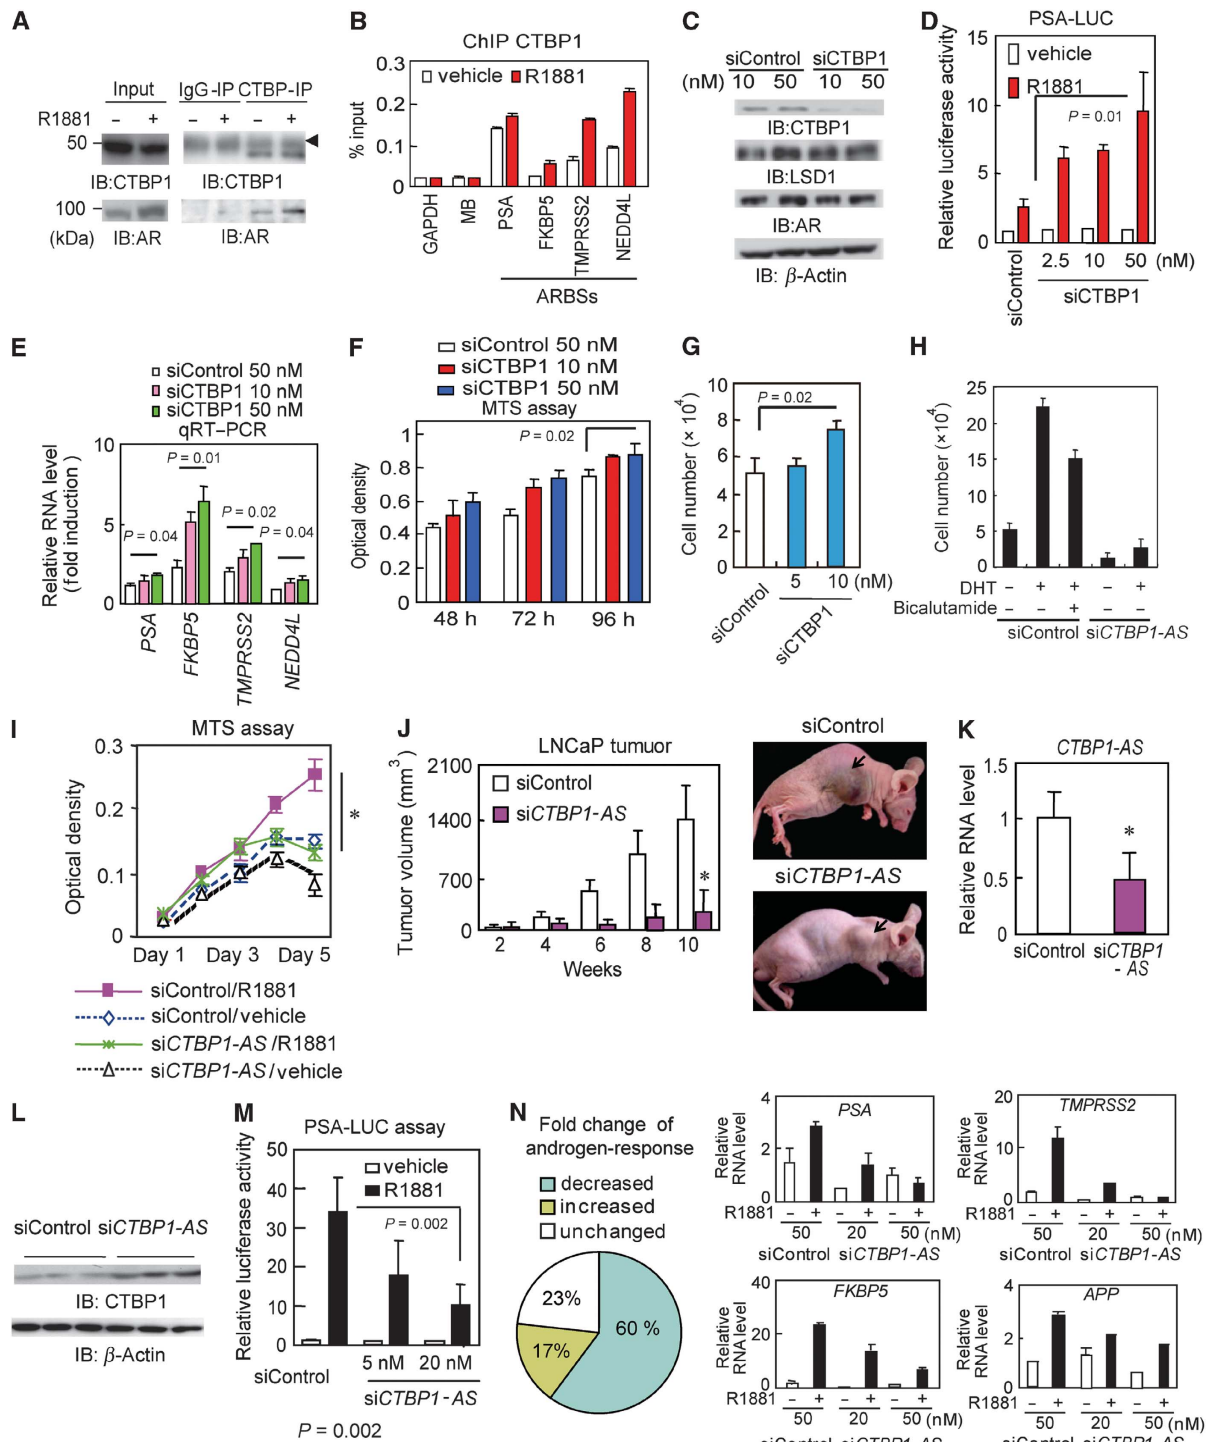 A
Input IgG-IP CTBP-IP
R1881 – + – + – +
50
IB:CTBP1 IB:CTBP1
100
(kDa) IB:AR IB:AR
B
ChIP CTBP1
vehicle R1881
% input
0.3
0.2
0.1
0
GAPDH MB PSA FKBP5 TMPRSS2 NEDD4L
ARBSs
C
siControl siCTBP1
(nM) 10 50 10 50
IB:CTBP1
IB:LSD1
IB:AR
IB: β-Actin
D
PSA-LUC
Relative luciferase activity
15
10
5
0
vehicle
R1881
P = 0.01
siControl 2.5 10 50 (nM)
siCTBP1
E
siControl 50 nM
siCTBP1 10 nM
siCTBP1 50 nM
qRT–PCR
Relative RNA level
(fold induction)
10
5
0
P = 0.04
P = 0.01
P = 0.02
P = 0.04
PSA FKBP5 TMPRSS2 NEDD4L
F
siControl 50 nM
siCTBP1 10 nM
siCTBP1 50 nM
MTS assay
Optical density
1
0.8
0.6
0.4
0.2
0
P = 0.02
48 h 72 h 96 h
G
Cell number (× 10⁴)
10
8
6
4
2
0
P = 0.02
siControl 5 10 (nM)
siCTBP1
H
Cell number (×10⁴)
25
20
15
10
5
0
DHT – + + – +
Bicalutamide – – + – –
siControl siCTBP1-AS
I
MTS assay
Optical density
0.3
0.2
0.1
0
*
Day 1 Day 3 Day 5
siControl/R1881
siControl/vehicle
siCTBP1-AS/R1881
siCTBP1-AS/vehicle
J
LNCaP tumuor
Tumuor volume (mm³)
2100
1400
700
0
siControl
siCTBP1-AS
*
2 4 6 8 10
Weeks
siControl
siCTBP1-AS
K
CTBP1-AS
Relative RNA level
1.5
1
0.5
0
*
siControl siCTBP1
- AS
L
siControl siCTBP1-AS
IB: CTBP1
IB: β-Actin
M
PSA-LUC assay
Relative luciferase activity
50
40
30
20
10
0
vehicle
R1881
P = 0.002
siControl 5 nM 20 nM
siCTBP1-AS
P = 0.002
N
Fold change of
androgen-response
decreased
increased
unchanged
23%
17%
60 %
PSA
Relative
RNA level
4
2
0
R1881 – + – + – +
50 20 50 (nM)
siControl siCTBP1-AS
TMPRSS2
Relative
RNA level
20
10
0
R1881 – + – + – +
50 20 50 (nM)
siControl siCTBP1-AS
FKBP5
Relative
RNA level
40
20
0
R1881 – + – + – +
50 20 50 (nM)
siControl siCTBP1-AS
APP
Relative
RNA level
4
2
0
R1881 – + – + – +
50 20 50 (nM)
siControl siCTBP1-AS